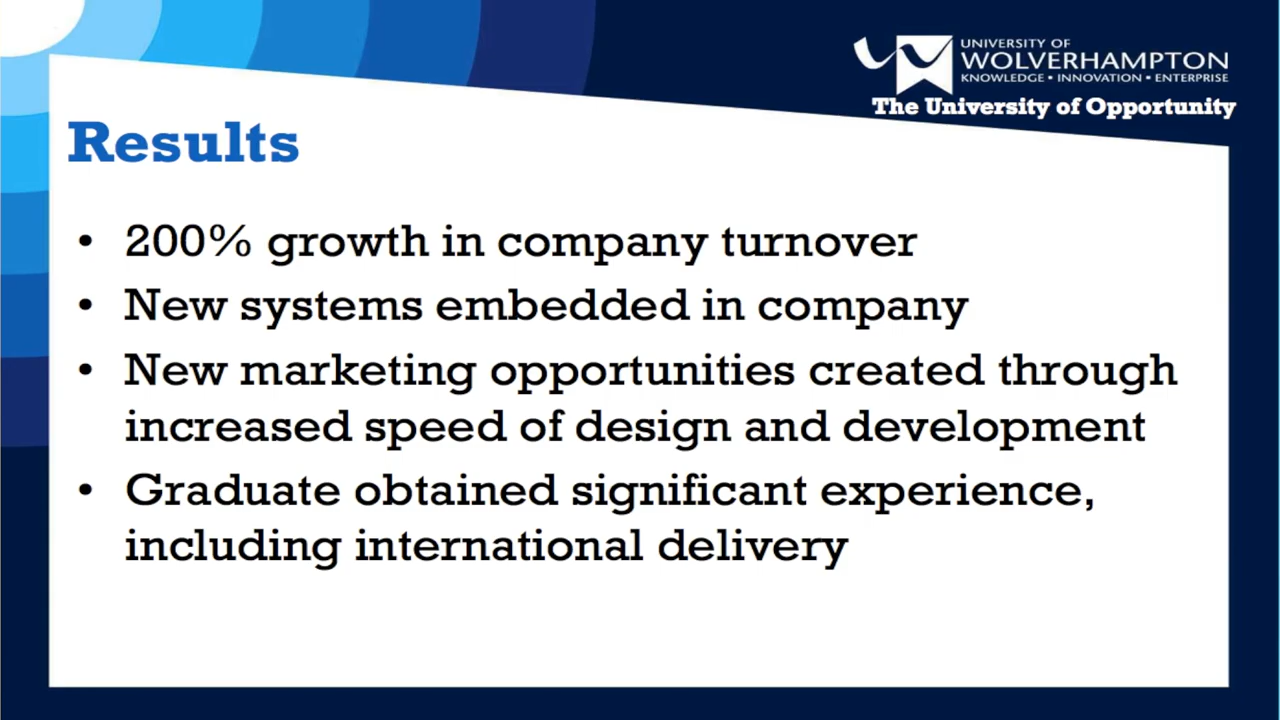 UNIVERSITY OF
WOLVERHAMPTON
KNOWLEDGE • INNOVATION • ENTERPRISE
The University of Opportunity
Results
• 200% growth in company turnover
• New systems embedded in company
• New marketing opportunities created through
increased speed of design and development
• Graduate obtained significant experience,
including international delivery